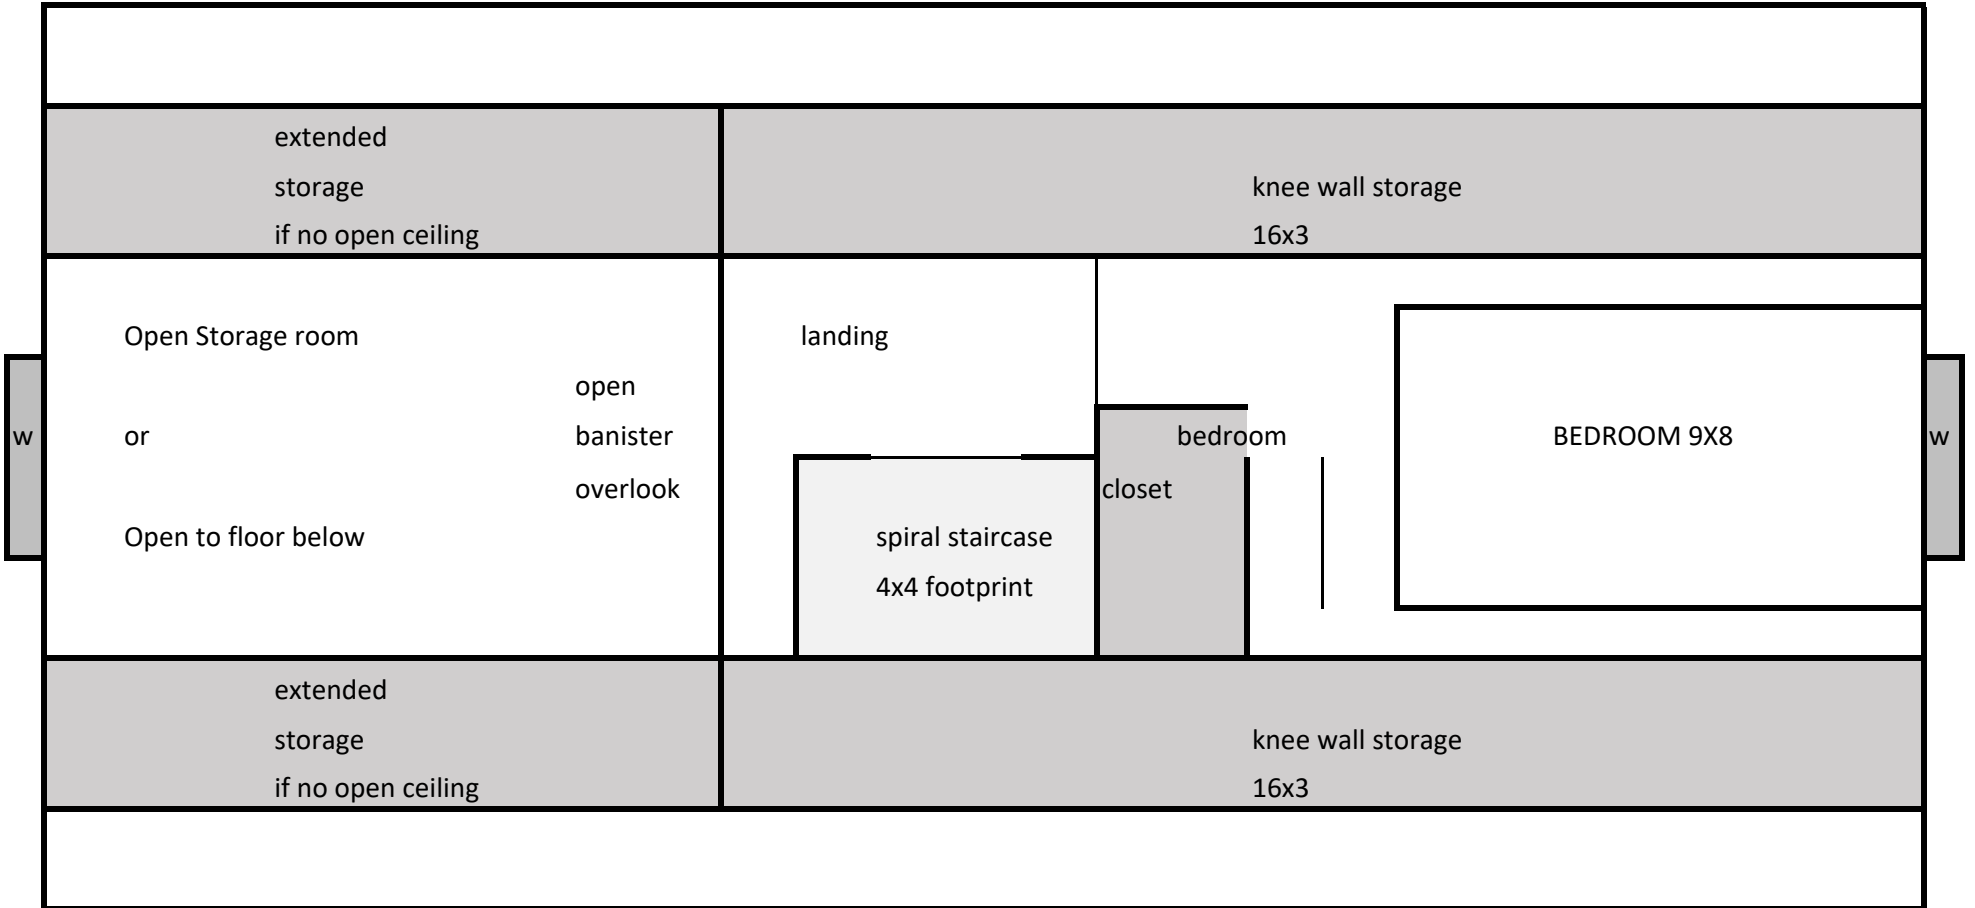 extended
storage
if no open ceiling
knee wall storage
16x3
Open Storage room
landing
open
w
or
banister
bedroom
BEDROOM 9X8
w
overlook
closet
Open to floor below
spiral staircase
4x4 footprint
extended
storage
if no open ceiling
knee wall storage
16x3